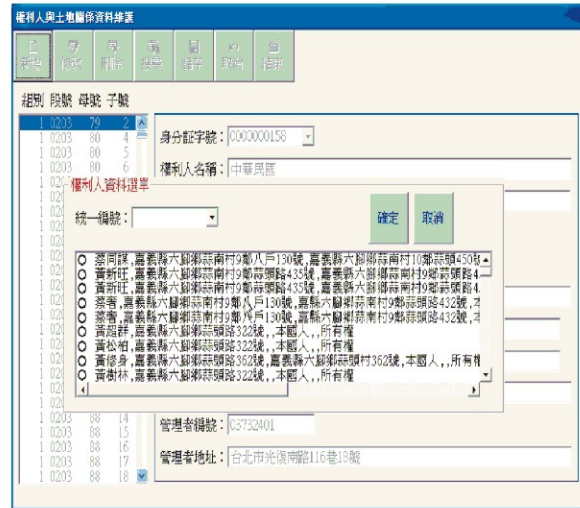 權利人與土地關係資料維護
新增 修改 刪除 搜尋 儲存 取消 結束
組別 段號 母號 子號
1 0203 79 2
1 0203 80 4
1 0203 80 5
1 0203 80 6
身分証字號：C000000158
權利人名稱：中華民國
權利人資料選單
統一編號：
確定 取消
蔡同謀,嘉義縣六腳鄉蒜南村9鄰八戶130號,嘉義縣六腳鄉蒜南村10鄰蒜頭450號
黃新旺,嘉義縣六腳鄉蒜南村9鄰蒜頭路435號,嘉義縣六腳鄉蒜南村9鄰蒜頭路4
黃新旺,嘉義縣六腳鄉蒜南村9鄰蒜頭路435號,嘉義縣六腳鄉蒜南村9鄰蒜頭路4
蔡喜,嘉義縣六腳鄉蒜南村9鄰八戶130號,嘉義縣六腳鄉蒜南村9鄰蒜頭路432號,本
蔡喜,嘉義縣六腳鄉蒜南村9鄰八戶130號,嘉義縣六腳鄉蒜南村9鄰蒜頭路432號,本
黃超群,嘉義縣六腳鄉蒜頭路322號,,本國人,,所有權
黃松柏,嘉義縣六腳鄉蒜頭路322號,,本國人,,所有權
黃修身,嘉義縣六腳鄉蒜頭路362號,嘉義縣六腳鄉蒜頭村362號,本國人,,所有權
黃樹林,嘉義縣六腳鄉蒜頭路322號,,本國人,,所有權
1 0203 88 14
1 0203 88 15
1 0203 88 16
1 0203 88 17
1 0203 88 18
管理者編號：03732401
管理者地址：台北市光復南路116巷18號